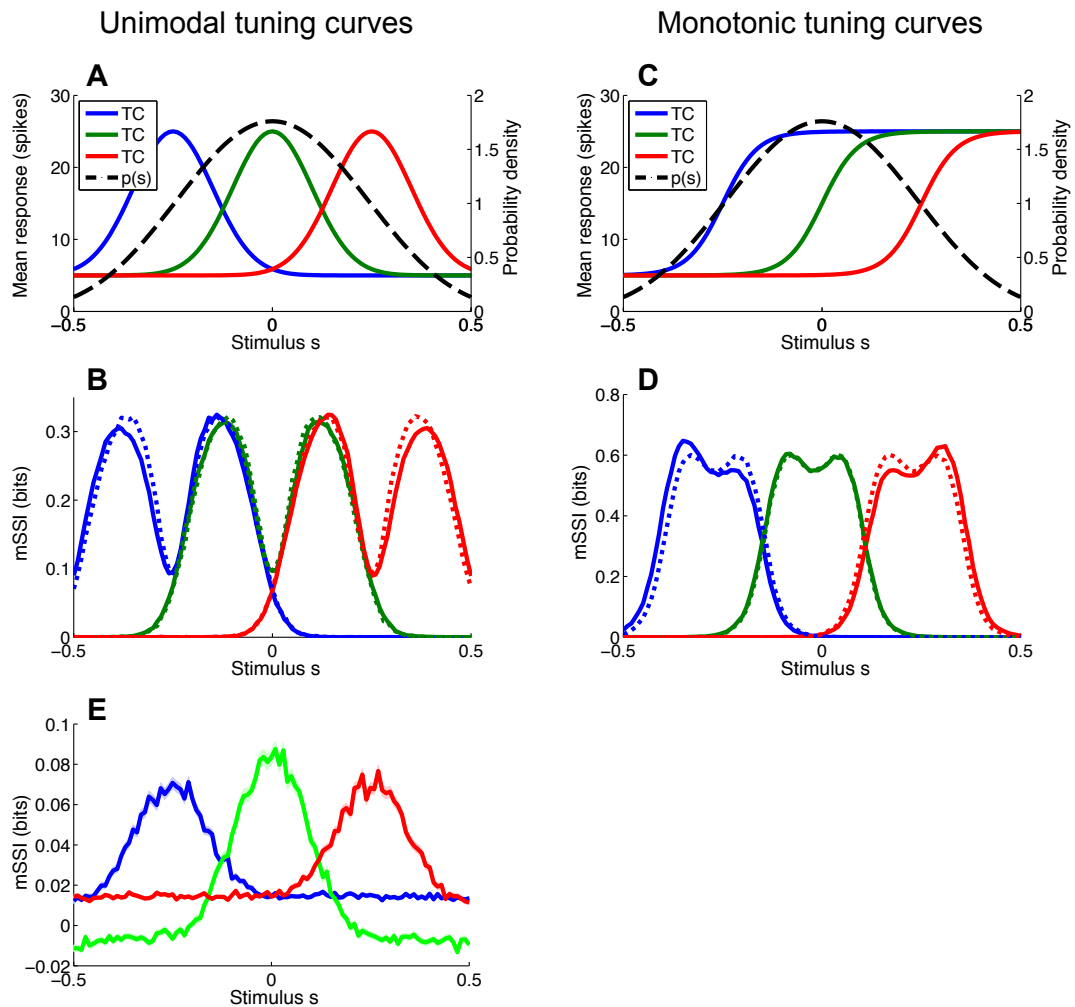 Unimodal tuning curves
Monotonic tuning curves
A
30
20
10
0
Mean response (spikes)
TC
TC
TC
p(s)
2
1.5
1
0.5
0
Probability density
−0.5
0
0.5
Stimulus s
C
30
20
10
0
Mean response (spikes)
TC
TC
TC
p(s)
2
1.5
1
0.5
0
Probability density
−0.5
0
0.5
Stimulus s
B
0.3
0.2
0.1
0
mSSI (bits)
−0.5
0
0.5
Stimulus s
D
0.8
0.6
0.4
0.2
0
mSSI (bits)
−0.5
0
0.5
Stimulus s
E
0.1
0.08
0.06
0.04
0.02
0
−0.02
mSSI (bits)
−0.5
0
0.5
Stimulus s